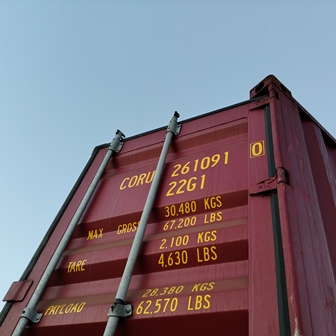 CORU 261091 0
22G1
MAX GROSS 30,480 KGS
67,200 LBS
TARE 2,100 KGS
4,630 LBS
PAYLOAD 28,380 KGS
62,570 LBS